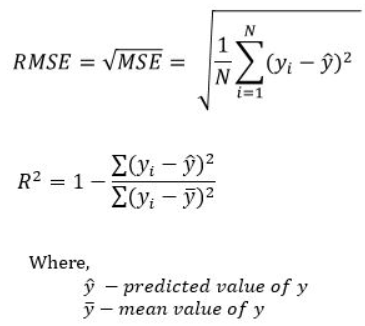 RMSE = √MSE = √(1/N ∑_{i=1}^{N} (y_i − ŷ)²)
R² = 1 − ∑(y_i − ŷ)² / ∑(y_i − ȳ)²
Where,
ŷ − predicted value of y
ȳ − mean value of y